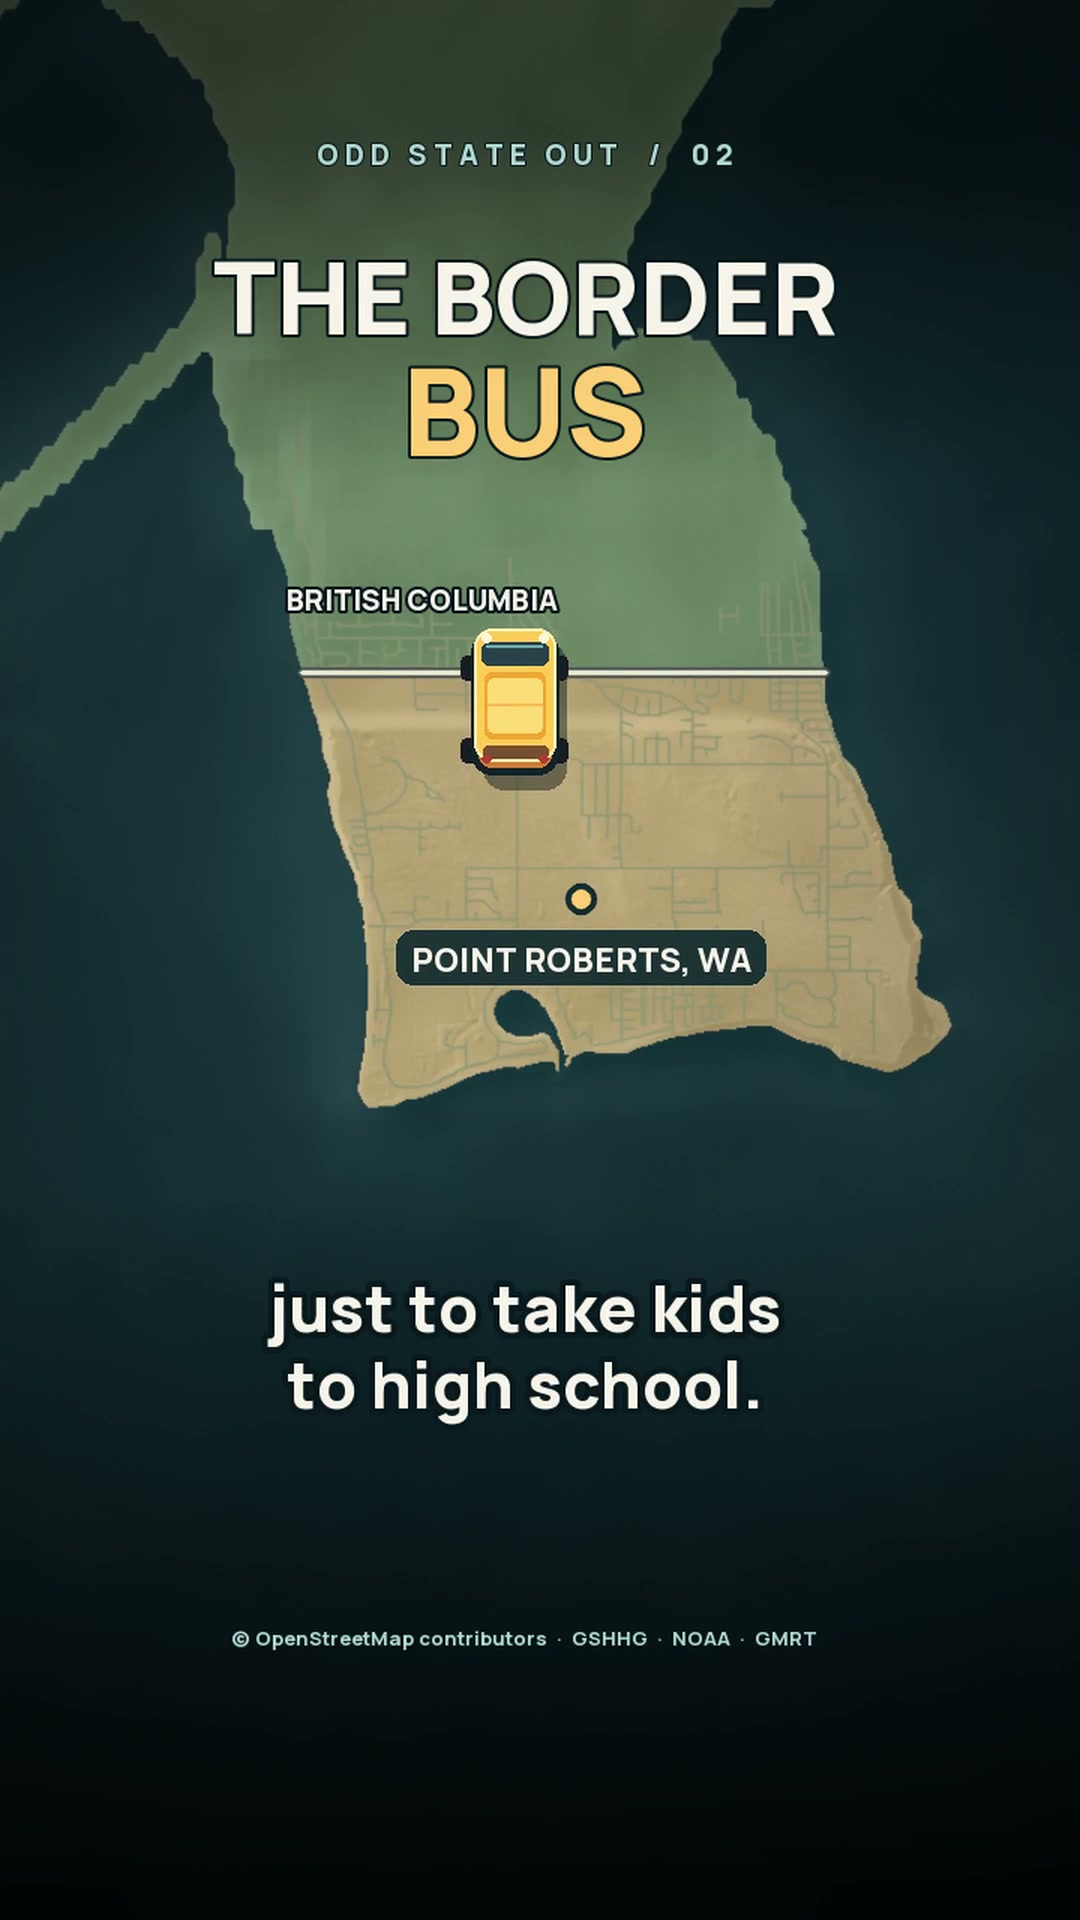 ODD STATE OUT / 02
THE BORDER
BUS
BRITISH COLUMBIA
POINT ROBERTS, WA
just to take kids
to high school.
© OpenStreetMap contributors · GSHHG · NOAA · GMRT